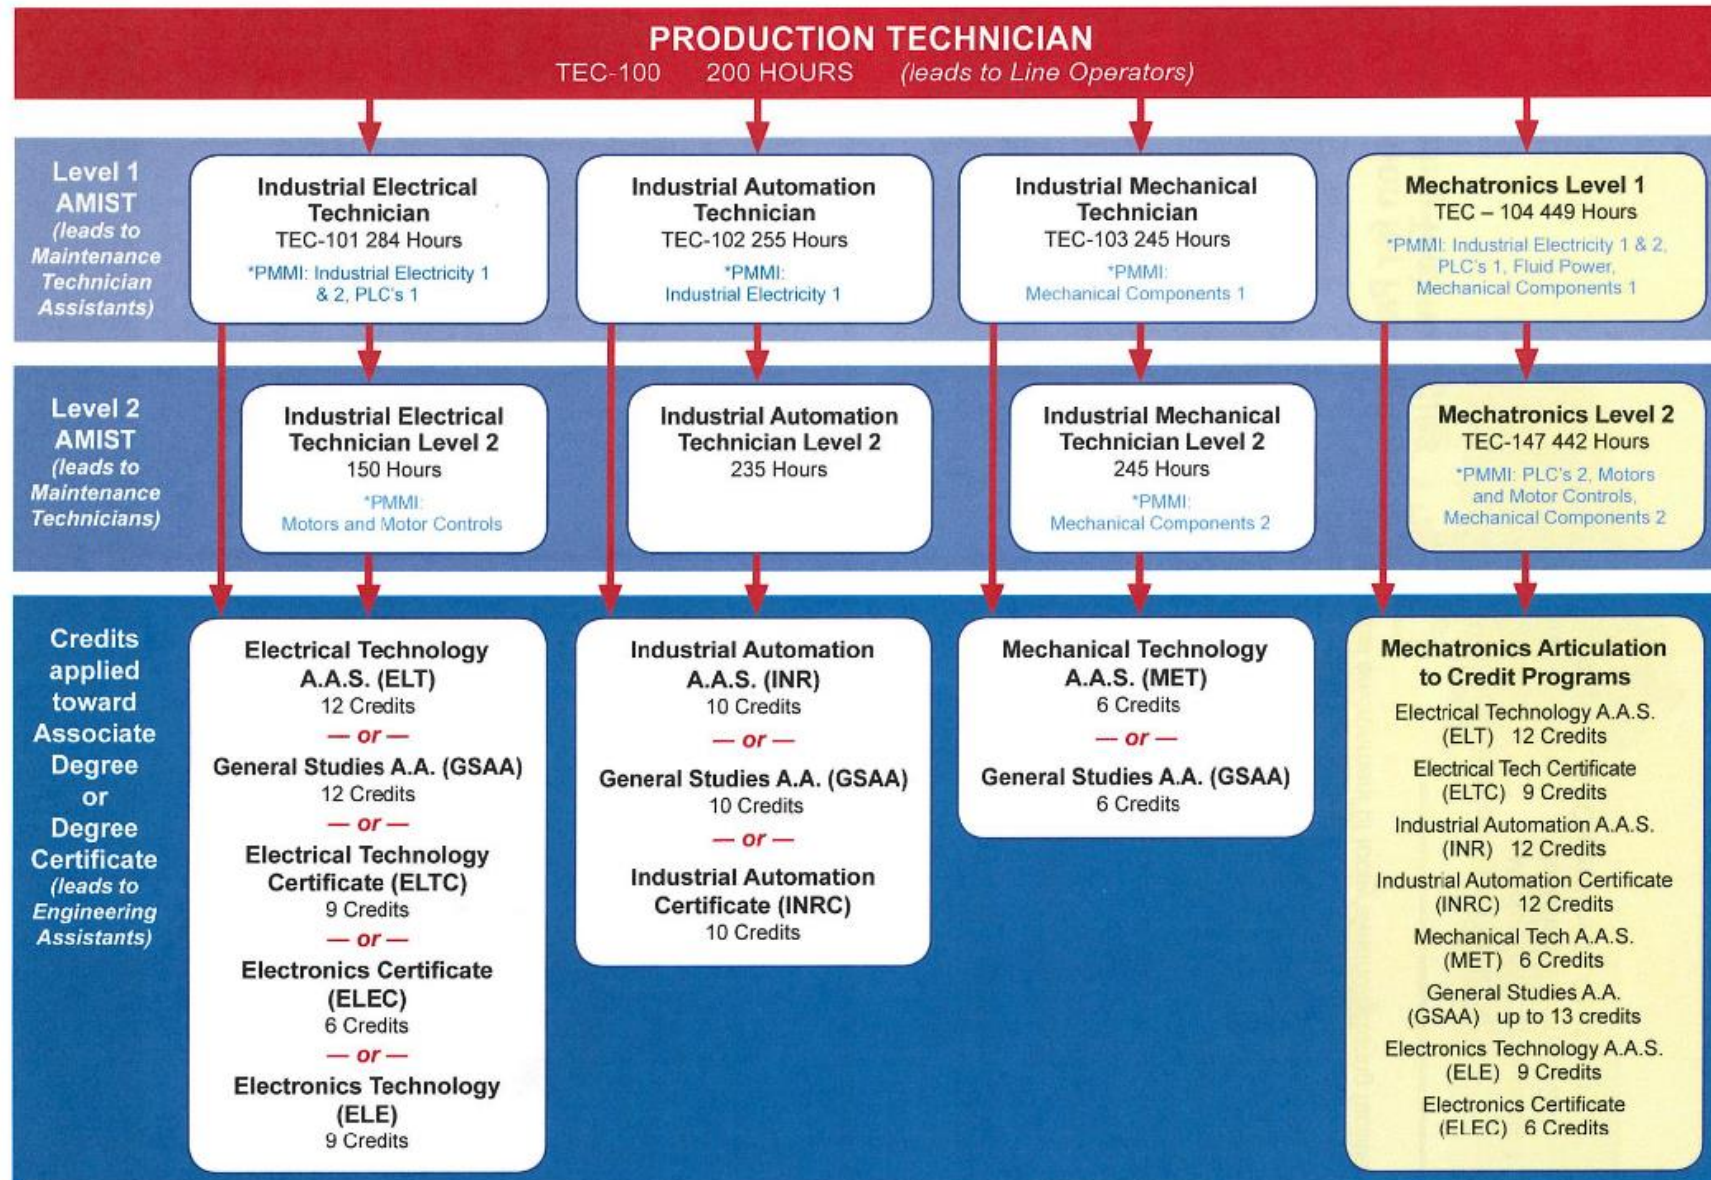 PRODUCTION TECHNICIAN
TEC-100 200 HOURS (leads to Line Operators)
Level 1
AMIST
(leads to
Maintenance
Technician
Assistants)
Industrial Electrical
Technician
TEC-101 284 Hours
*PMMI: Industrial Electricity 1
& 2, PLC's 1
Industrial Automation
Technician
TEC-102 255 Hours
*PMMI:
Industrial Electricity 1
Industrial Mechanical
Technician
TEC-103 245 Hours
*PMMI:
Mechanical Components 1
Mechatronics Level 1
TEC – 104 449 Hours
*PMMI: Industrial Electricity 1 & 2,
PLC's 1, Fluid Power,
Mechanical Components 1
Level 2
AMIST
(leads to
Maintenance
Technicians)
Industrial Electrical
Technician Level 2
150 Hours
*PMMI:
Motors and Motor Controls
Industrial Automation
Technician Level 2
235 Hours
Industrial Mechanical
Technician Level 2
245 Hours
*PMMI:
Mechanical Components 2
Mechatronics Level 2
TEC-147 442 Hours
*PMMI: PLC's 2, Motors
and Motor Controls,
Mechanical Components 2
Credits
applied
toward
Associate
Degree
or
Degree
Certificate
(leads to
Engineering
Assistants)
Electrical Technology
A.A.S. (ELT)
12 Credits
— or —
General Studies A.A. (GSAA)
12 Credits
— or —
Electrical Technology
Certificate (ELTC)
9 Credits
— or —
Electronics Certificate
(ELEC)
6 Credits
— or —
Electronics Technology
(ELE)
9 Credits
Industrial Automation
A.A.S. (INR)
10 Credits
— or —
General Studies A.A. (GSAA)
10 Credits
— or —
Industrial Automation
Certificate (INRC)
10 Credits
Mechanical Technology
A.A.S. (MET)
6 Credits
— or —
General Studies A.A. (GSAA)
6 Credits
Mechatronics Articulation
to Credit Programs
Electrical Technology A.A.S.
(ELT) 12 Credits
Electrical Tech Certificate
(ELTC) 9 Credits
Industrial Automation A.A.S.
(INR) 12 Credits
Industrial Automation Certificate
(INRC) 12 Credits
Mechanical Tech A.A.S.
(MET) 6 Credits
General Studies A.A.
(GSAA) up to 13 credits
Electronics Technology A.A.S.
(ELE) 9 Credits
Electronics Certificate
(ELEC) 6 Credits